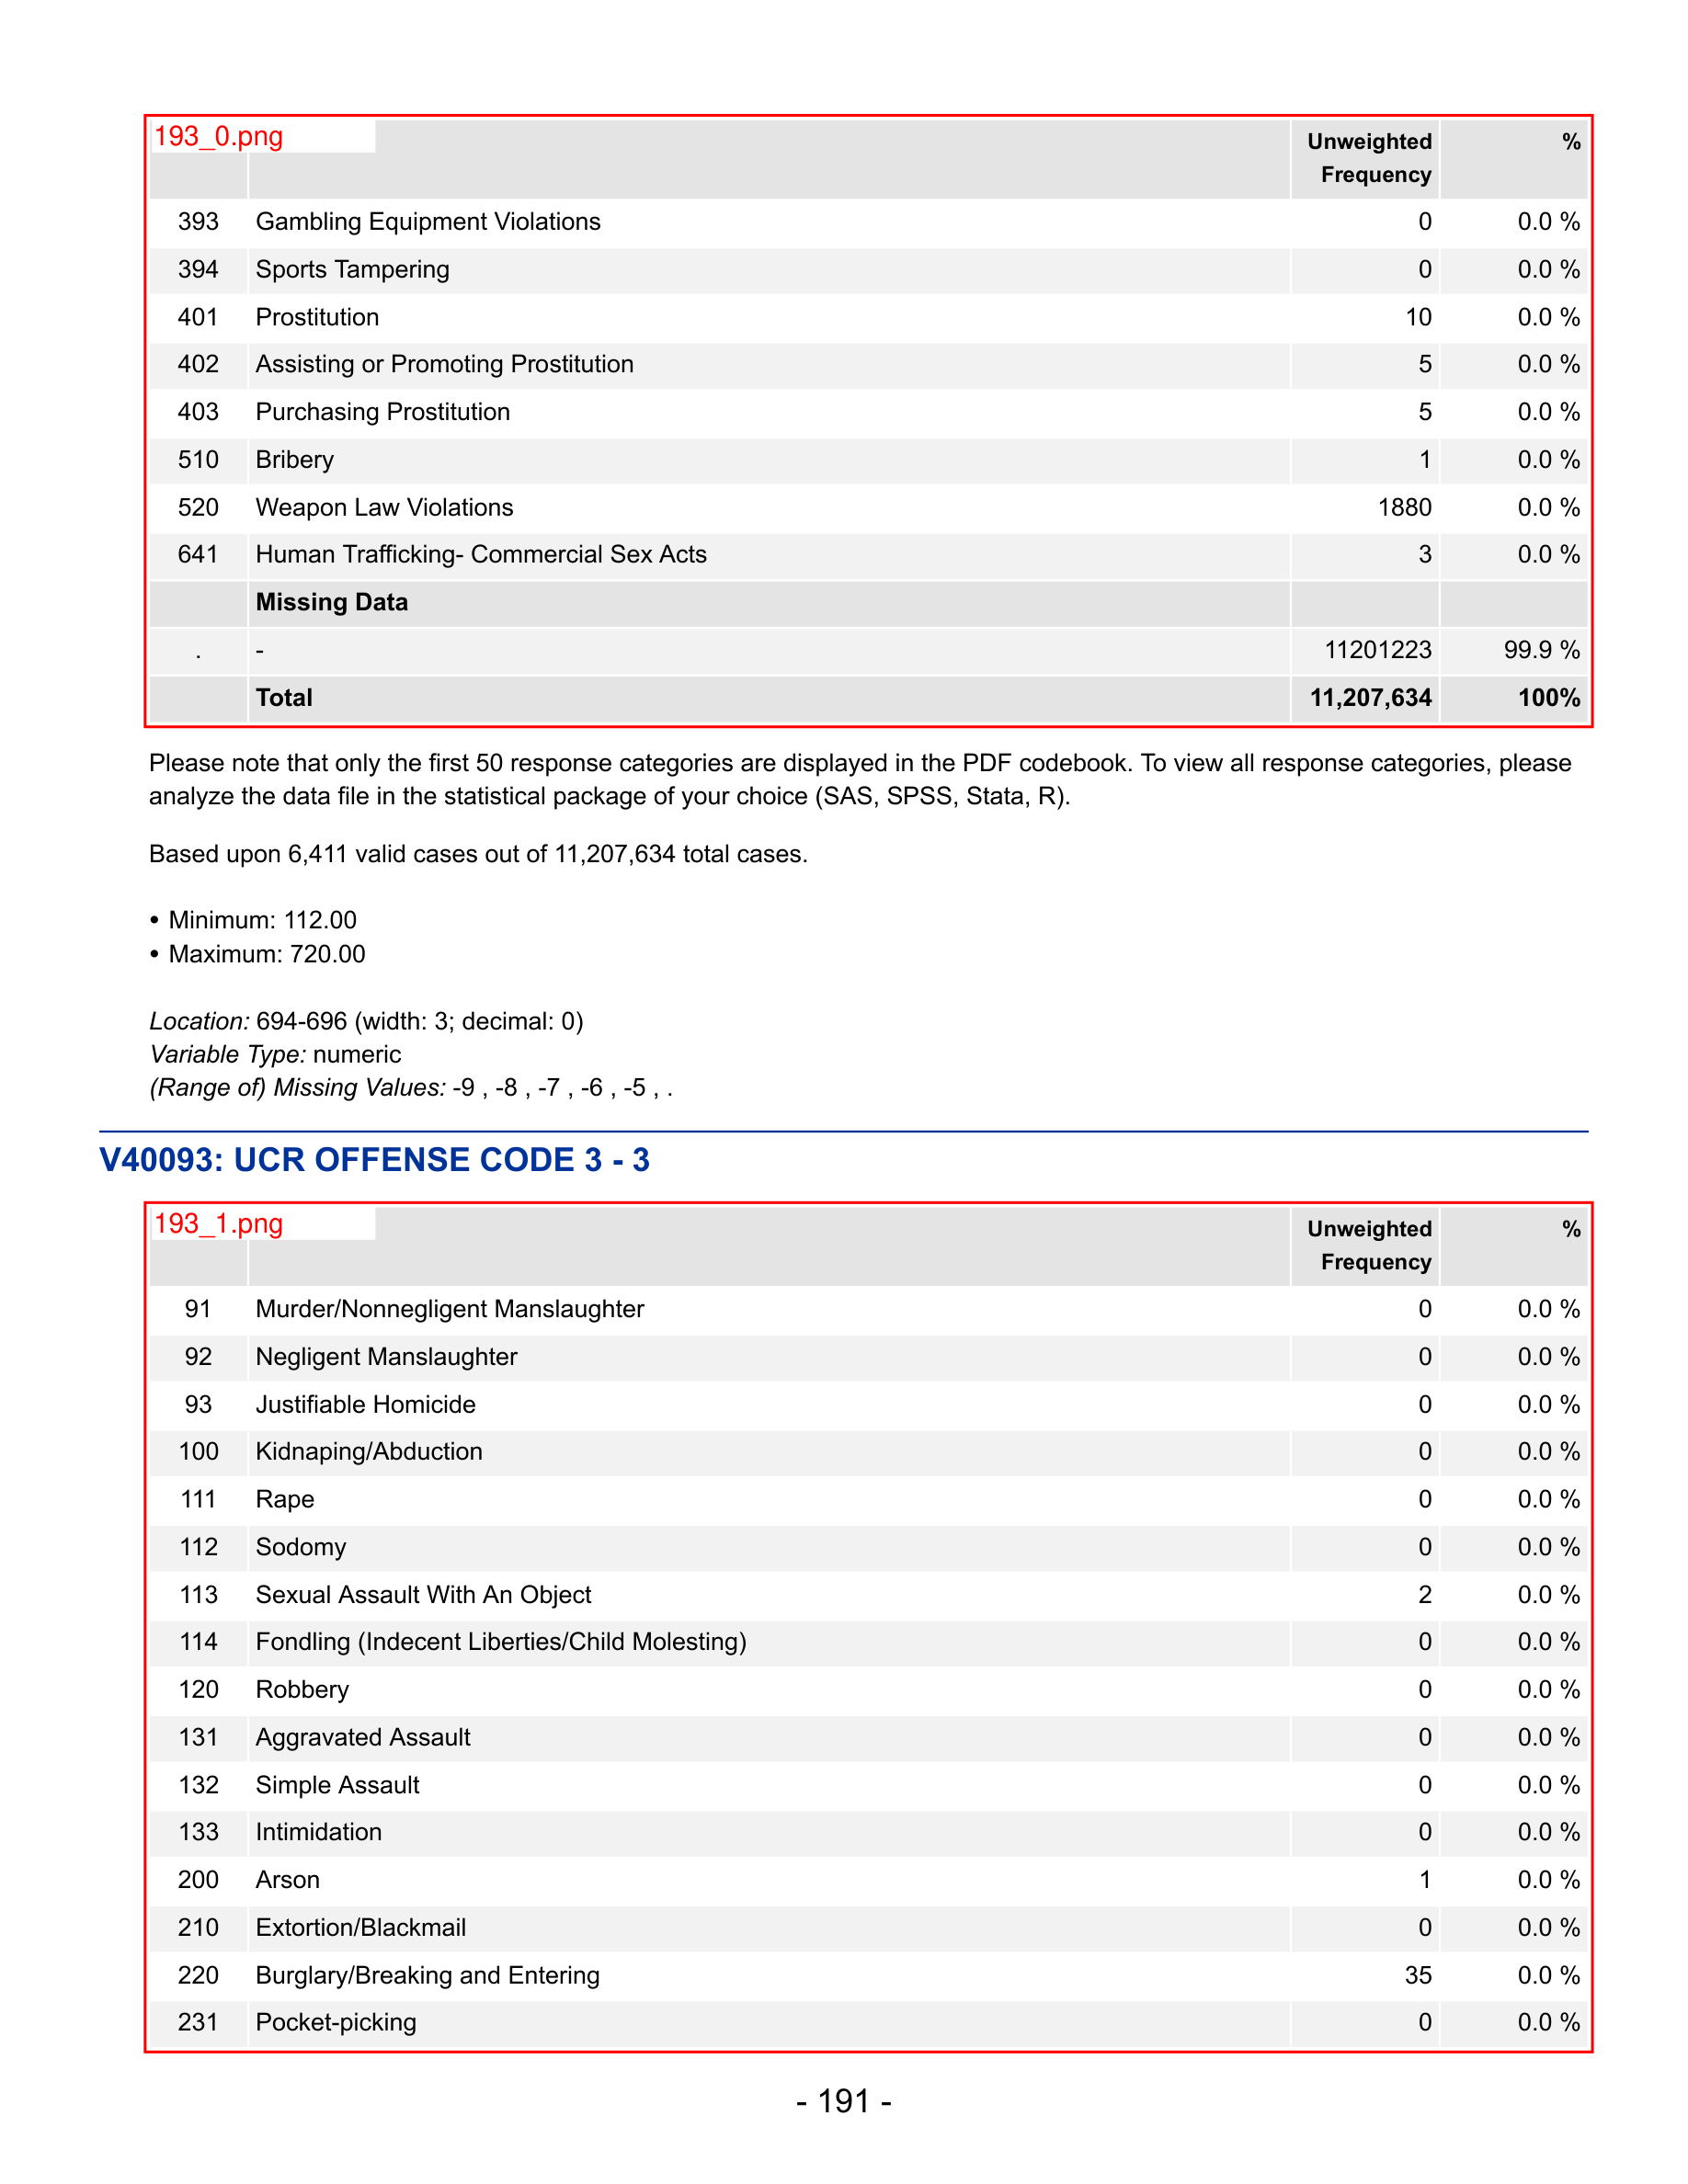 193_0.png
Unweighted Frequency %
393 Gambling Equipment Violations 0 0.0 %
394 Sports Tampering 0 0.0 %
401 Prostitution 10 0.0 %
402 Assisting or Promoting Prostitution 5 0.0 %
403 Purchasing Prostitution 5 0.0 %
510 Bribery 1 0.0 %
520 Weapon Law Violations 1880 0.0 %
641 Human Trafficking- Commercial Sex Acts 3 0.0 %
Missing Data
. - 11201223 99.9 %
Total 11,207,634 100%
Please note that only the first 50 response categories are displayed in the PDF codebook. To view all response categories, please
analyze the data file in the statistical package of your choice (SAS, SPSS, Stata, R).
Based upon 6,411 valid cases out of 11,207,634 total cases.
• Minimum: 112.00
• Maximum: 720.00
Location: 694-696 (width: 3; decimal: 0)
Variable Type: numeric
(Range of) Missing Values: -9 , -8 , -7 , -6 , -5 , .
V40093: UCR OFFENSE CODE 3 - 3
193_1.png
Unweighted Frequency %
91 Murder/Nonnegligent Manslaughter 0 0.0 %
92 Negligent Manslaughter 0 0.0 %
93 Justifiable Homicide 0 0.0 %
100 Kidnaping/Abduction 0 0.0 %
111 Rape 0 0.0 %
112 Sodomy 0 0.0 %
113 Sexual Assault With An Object 2 0.0 %
114 Fondling (Indecent Liberties/Child Molesting) 0 0.0 %
120 Robbery 0 0.0 %
131 Aggravated Assault 0 0.0 %
132 Simple Assault 0 0.0 %
133 Intimidation 0 0.0 %
200 Arson 1 0.0 %
210 Extortion/Blackmail 0 0.0 %
220 Burglary/Breaking and Entering 35 0.0 %
231 Pocket-picking 0 0.0 %
- 191 -